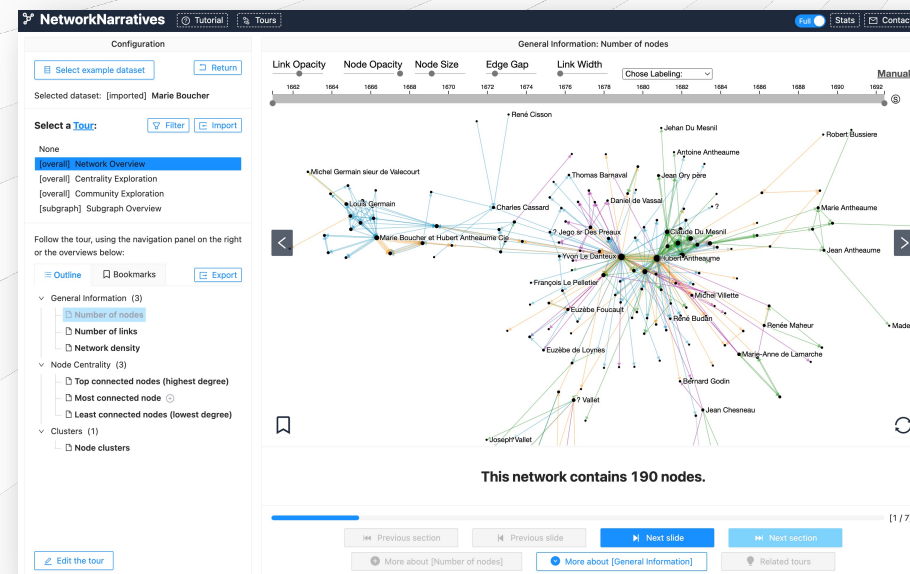 NetworkNarratives
Tutorial
Tours
Full
Stats
Contac
Configuration
Select example dataset
Return
Selected dataset: [imported] Marie Boucher
Select a Tour:
Filter
Import
None
[overall] Network Overview
[overall] Centrality Exploration
[overall] Community Exploration
[subgraph] Subgraph Overview
Follow the tour, using the navigation panel on the right
or the overviews below:
Outline
Bookmarks
Export
General Information (3)
Number of nodes
Number of links
Network density
Node Centrality (3)
Top connected nodes (highest degree)
Most connected node
Least connected nodes (lowest degree)
Clusters (1)
Node clusters
Edit the tour
General Information: Number of nodes
Link Opacity
Node Opacity
Node Size
Edge Gap
Link Width
Chose Labeling:
Manual
1662 1664 1666 1668 1670 1672 1674 1676 1678 1680 1682 1684 1686 1688 1690 1692
S
René Cisson
Jehan Du Mesnil
Robert Bussiere
Antoine Antheaume
Michel Germain sieur de Valecourt
Thomas Barnaval
Jean Ory père
Louis Germain
Charles Cassard
Daniel de Vassal
?
Marie Antheaume
Marie Boucher et Hubert Antheaume Cie
? Jego sr Des Preaux
Claude Du Mesnil
Jean Antheaume
Yvon Le Danteux
Hubert Antheaume
François Le Pelletier
Michel Villette
Euzèbe Foucault
René Budan
Renée Maheur
Made
Euzèbe de Loynes
Marie-Anne de Lamarche
Bernard Godin
? Vallet
Jean Chesneau
Joseph Vallet
This network contains 190 nodes.
[1 / 7
Previous section
Previous slide
Next slide
Next section
More about [Number of nodes]
More about [General Information]
Related tours